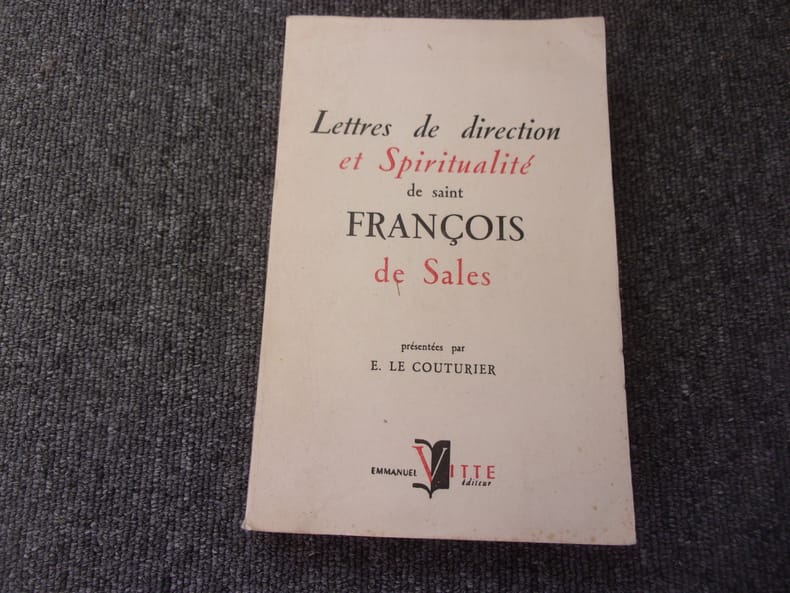 Lettres de direction
et Spiritualité
de saint
FRANÇOIS
de Sales
présentées par
E. LE COUTURIER
EMMANUEL VITTE
éditeur